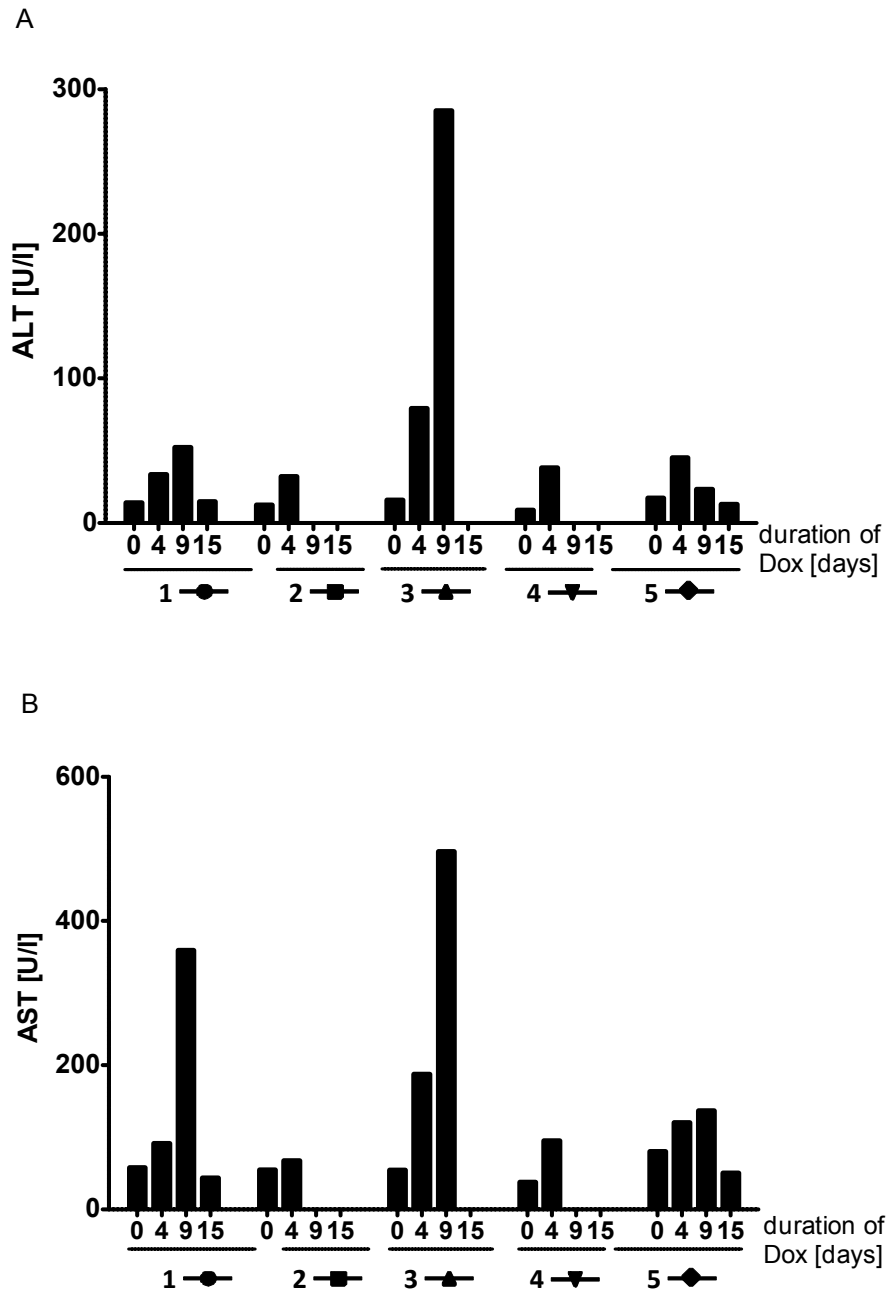 A
300
200
100
0
ALT [U/l]
0 4 9 15 0 4 9 15 0 4 9 15 0 4 9 15 0 4 9 15
duration of
Dox [days]
1 2 3 4 5
B
600
400
200
0
AST [U/l]
0 4 9 15 0 4 9 15 0 4 9 15 0 4 9 15 0 4 9 15
duration of
Dox [days]
1 2 3 4 5